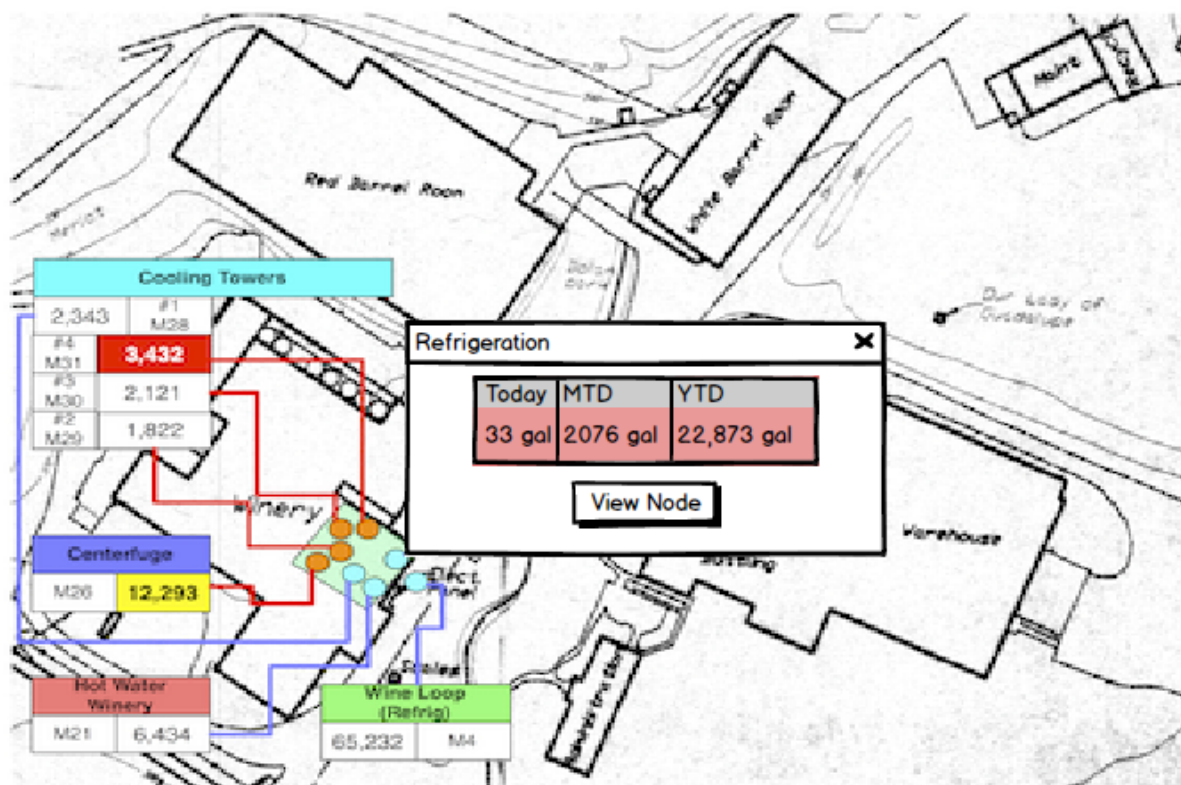 Maint
Red Barrel Room
White Barrel Room
Our Lady of
Guadalupe
Cooling Towers
2,343 #1
M28
#4
M31 3,432
#3
M30 2,121
#2
M29 1,822
Refrigeration
Today MTD YTD
33 gal 2076 gal 22,873 gal
View Node
Winery
Warehouse
Bottling
Centerfuge
M26 12,293
Elect
Panel
Scales
Hot Water
Winery
M21 6,434
Wine Loop
(Refrig)
65,232 M4